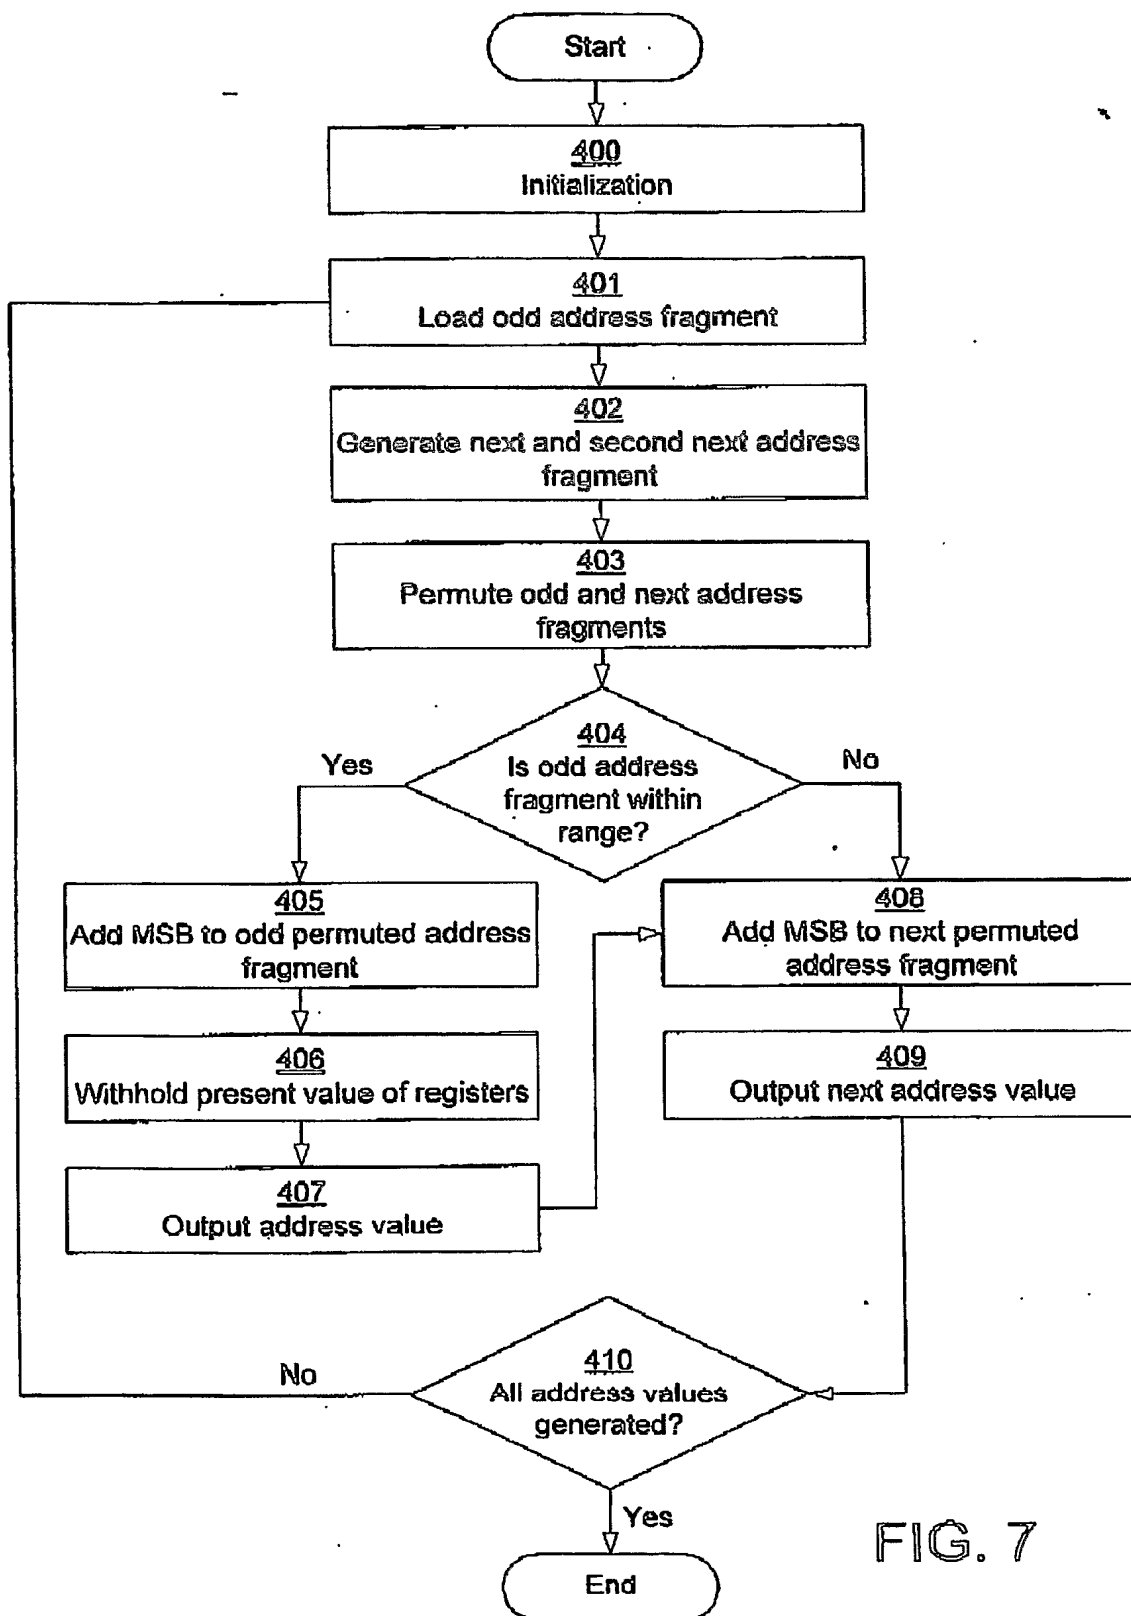 Start
400
Initialization
401
Load odd address fragment
402
Generate next and second next address
fragment
403
Permute odd and next address
fragments
404
Is odd address
fragment within
range?
Yes
No
405
Add MSB to odd permuted address
fragment
406
Withhold present value of registers
407
Output address value
408
Add MSB to next permuted
address fragment
409
Output next address value
410
All address values
generated?
No
Yes
End
FIG. 7